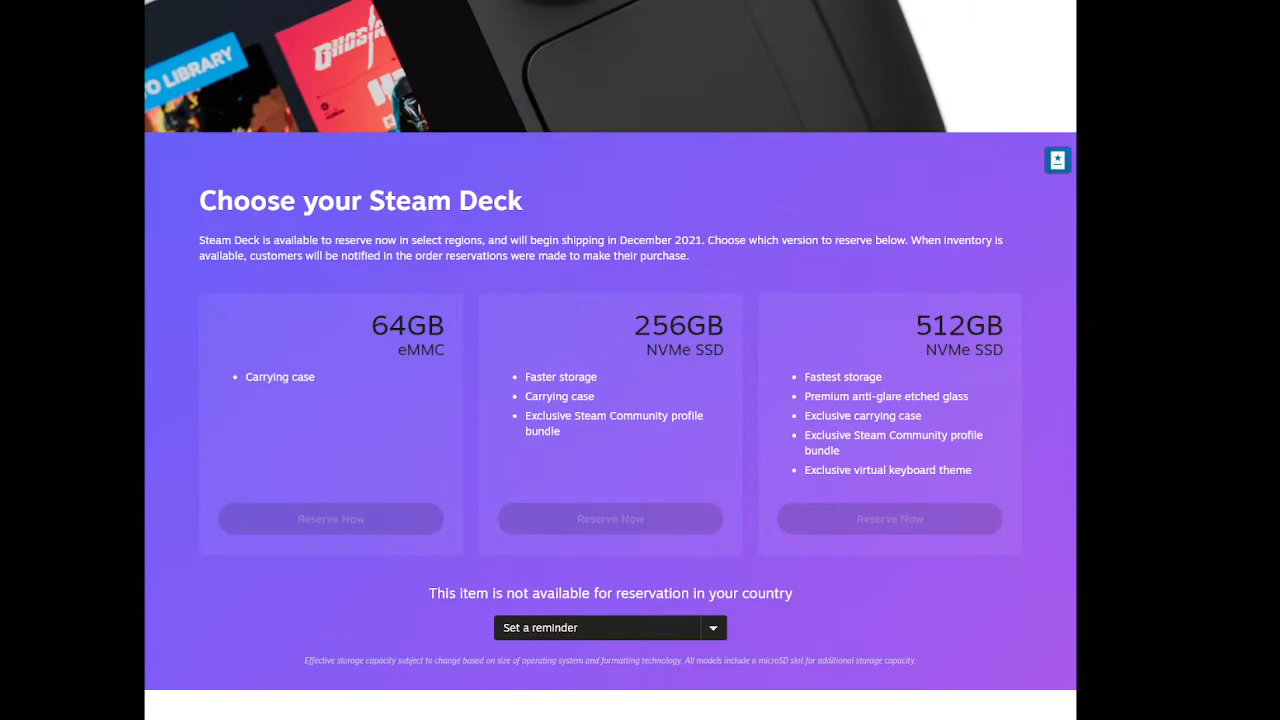 O LIBRARY
GHOST
Choose your Steam Deck
Steam Deck is available to reserve now in select regions, and will begin shipping in December 2021. Choose which version to reserve below. When inventory is
available, customers will be notified in the order reservations were made to make their purchase.
64GB
eMMC
• Carrying case
Reserve Now
256GB
NVMe SSD
• Faster storage
• Carrying case
• Exclusive Steam Community profile
bundle
Reserve Now
512GB
NVMe SSD
• Fastest storage
• Premium anti-glare etched glass
• Exclusive carrying case
• Exclusive Steam Community profile
bundle
• Exclusive virtual keyboard theme
Reserve Now
This item is not available for reservation in your country
Set a reminder
Effective storage capacity subject to change based on size of operating system and formatting technology. All models include a microSD slot for additional storage capacity.